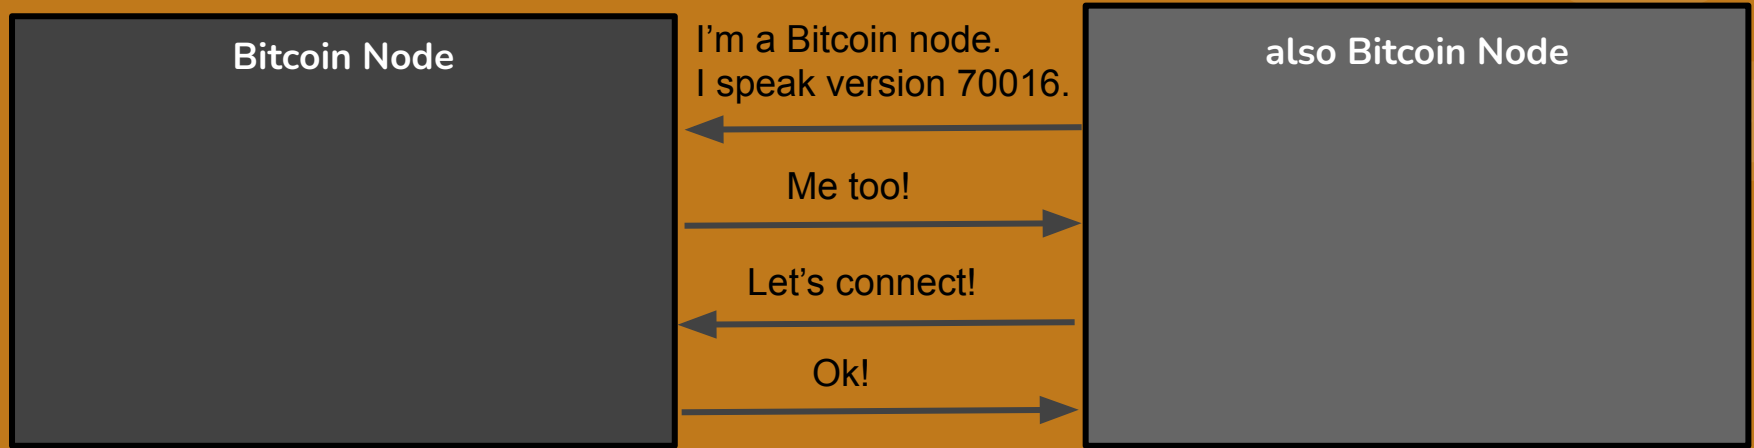 Bitcoin Node
I’m a Bitcoin node.
I speak version 70016.
also Bitcoin Node
Me too!
Let’s connect!
Ok!